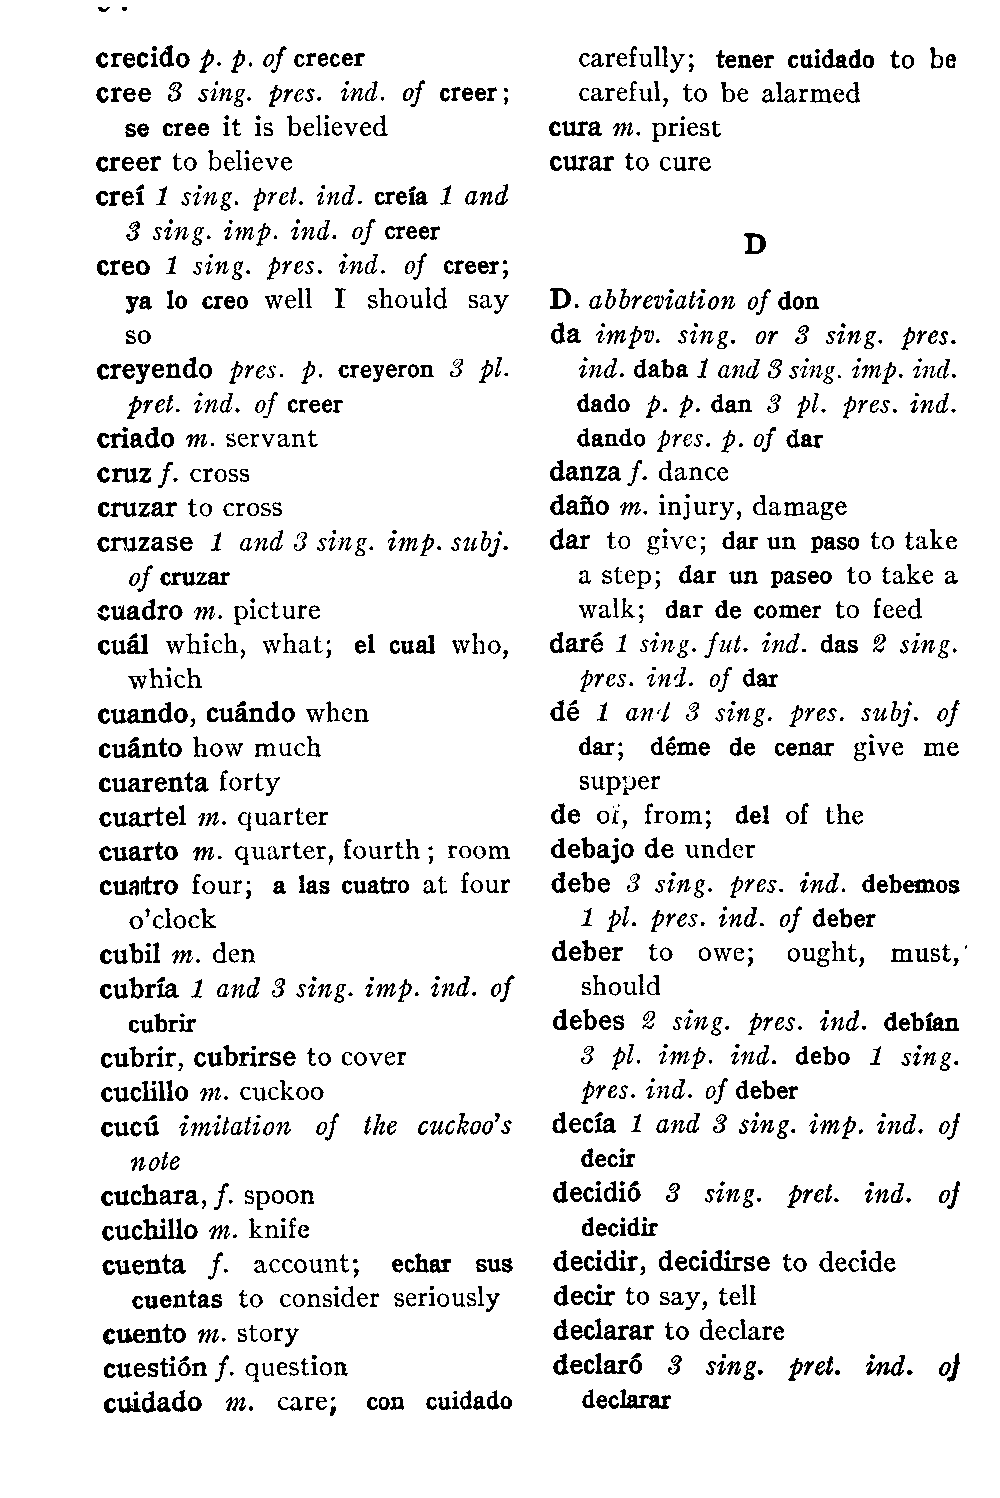 crecido p. p. of crecer
cree 3 sing. pres. ind. of creer;
se cree it is believed
creer to believe
creí 1 sing. pret. ind. creía 1 and
3 sing. imp. ind. of creer
creo 1 sing. pres. ind. of creer;
ya lo creo well I should say
so
creyendo pres. p. creyeron 3 pl.
pret. ind. of creer
criado m. servant
cruz f. cross
cruzar to cross
cruzase 1 and 3 sing. imp. subj.
of cruzar
cuadro m. picture
cuál which, what; el cual who,
which
cuando, cuándo when
cuánto how much
cuarenta forty
cuartel m. quarter
cuarto m. quarter, fourth; room
cuatro four; a las cuatro at four
o'clock
cubil m. den
cubría 1 and 3 sing. imp. ind. of
cubrir
cubrir, cubrirse to cover
cuclillo m. cuckoo
cucú imitation of the cuckoo's
note
cuchara, f. spoon
cuchillo m. knife
cuenta f. account; echar sus
cuentas to consider seriously
cuento m. story
cuestión f. question
cuidado m. care; con cuidado
carefully; tener cuidado to be
careful, to be alarmed
cura m. priest
curar to cure
D
D. abbreviation of don
da impv. sing. or 3 sing. pres.
ind. daba 1 and 3 sing. imp. ind.
dado p. p. dan 3 pl. pres. ind.
dando pres. p. of dar
danza f. dance
daño m. injury, damage
dar to give; dar un paso to take
a step; dar un paseo to take a
walk; dar de comer to feed
daré 1 sing. fut. ind. das 2 sing.
pres. ind. of dar
dé 1 and 3 sing. pres. subj. of
dar; déme de cenar give me
supper
de of, from; del of the
debajo de under
debe 3 sing. pres. ind. debemos
1 pl. pres. ind. of deber
deber to owe; ought, must,
should
debes 2 sing. pres. ind. debían
3 pl. imp. ind. debo 1 sing.
pres. ind. of deber
decía 1 and 3 sing. imp. ind. of
decir
decidió 3 sing. pret. ind. of
decidir
decidir, decidirse to decide
decir to say, tell
declarar to declare
declaró 3 sing. pret. ind. of
declarar